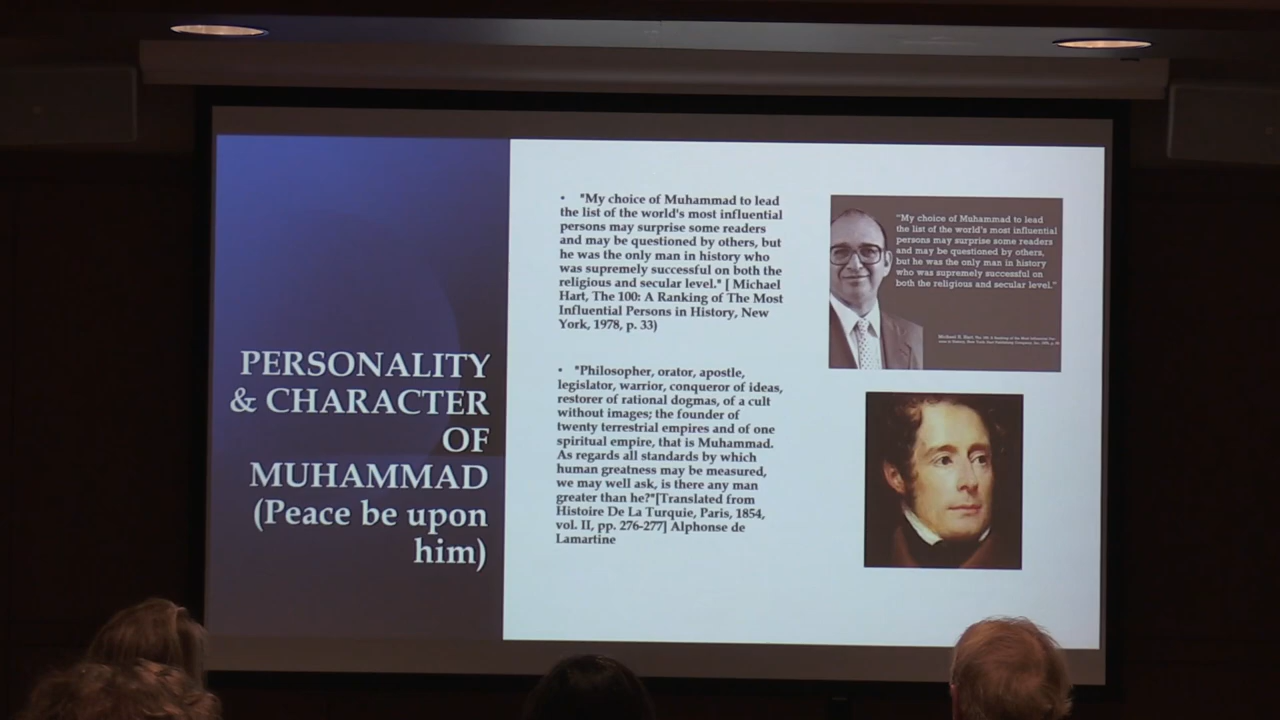 PERSONALITY
& CHARACTER
OF
MUHAMMAD
(Peace be upon
him)
• "My choice of Muhammad to lead
the list of the world's most influential
persons may surprise some readers
and may be questioned by others, but
he was the only man in history who
was supremely successful on both the
religious and secular level." [ Michael
Hart, The 100: A Ranking of The Most
Influential Persons in History, New
York, 1978, p. 33)
• "Philosopher, orator, apostle,
legislator, warrior, conqueror of ideas,
restorer of rational dogmas, of a cult
without images; the founder of
twenty terrestrial empires and of one
spiritual empire, that is Muhammad.
As regards all standards by which
human greatness may be measured,
we may well ask, is there any man
greater than he?"[Translated from
Histoire De La Turquie, Paris, 1854,
vol. II, pp. 276-277] Alphonse de
Lamartine
"My choice of Muhammad to lead
the list of the world's most influential
persons may surprise some readers
and may be questioned by others,
but he was the only man in history
who was supremely successful on
both the religious and secular level."